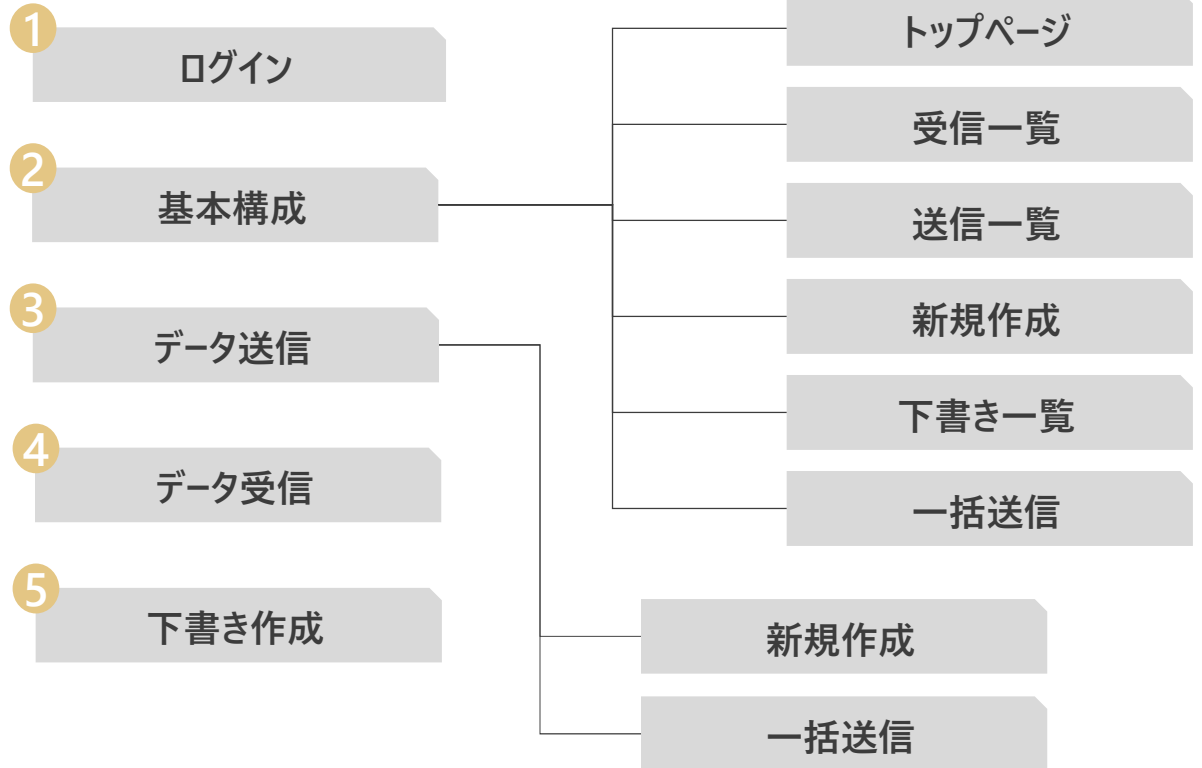 1
ログイン
2
基本構成
3
データ送信
4
データ受信
5
下書き作成
トップページ
受信一覧
送信一覧
新規作成
下書き一覧
一括送信
新規作成
一括送信